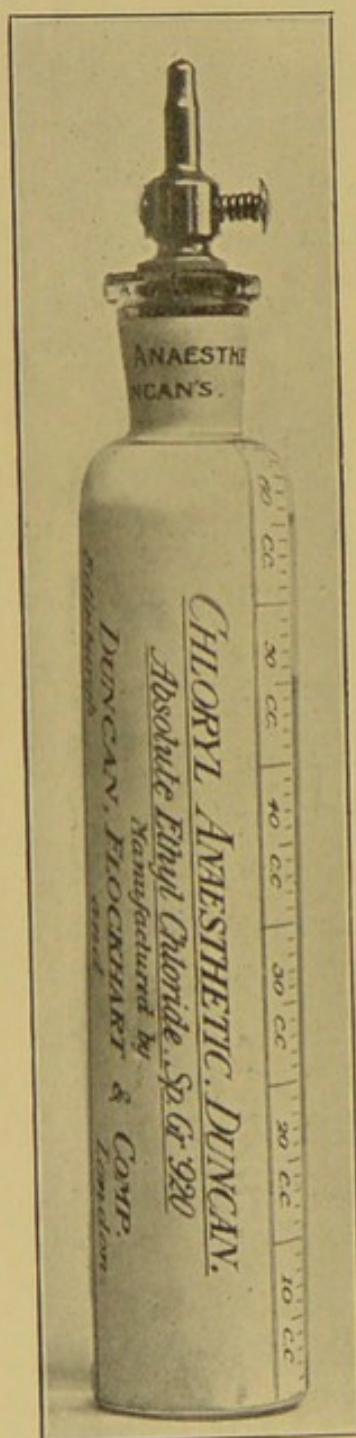 ANAESTHE
NCAN'S.
CHLORYL ANAESTHETIC. DUNCAN.
Absolute Ethyl Chloride. Sp. Gr. 920
Manufactured by
DUNCAN, FLOCKHART & COMP.
Edinburgh and London
60 CC
50 CC
40 CC
30 CC
20 CC
10 CC